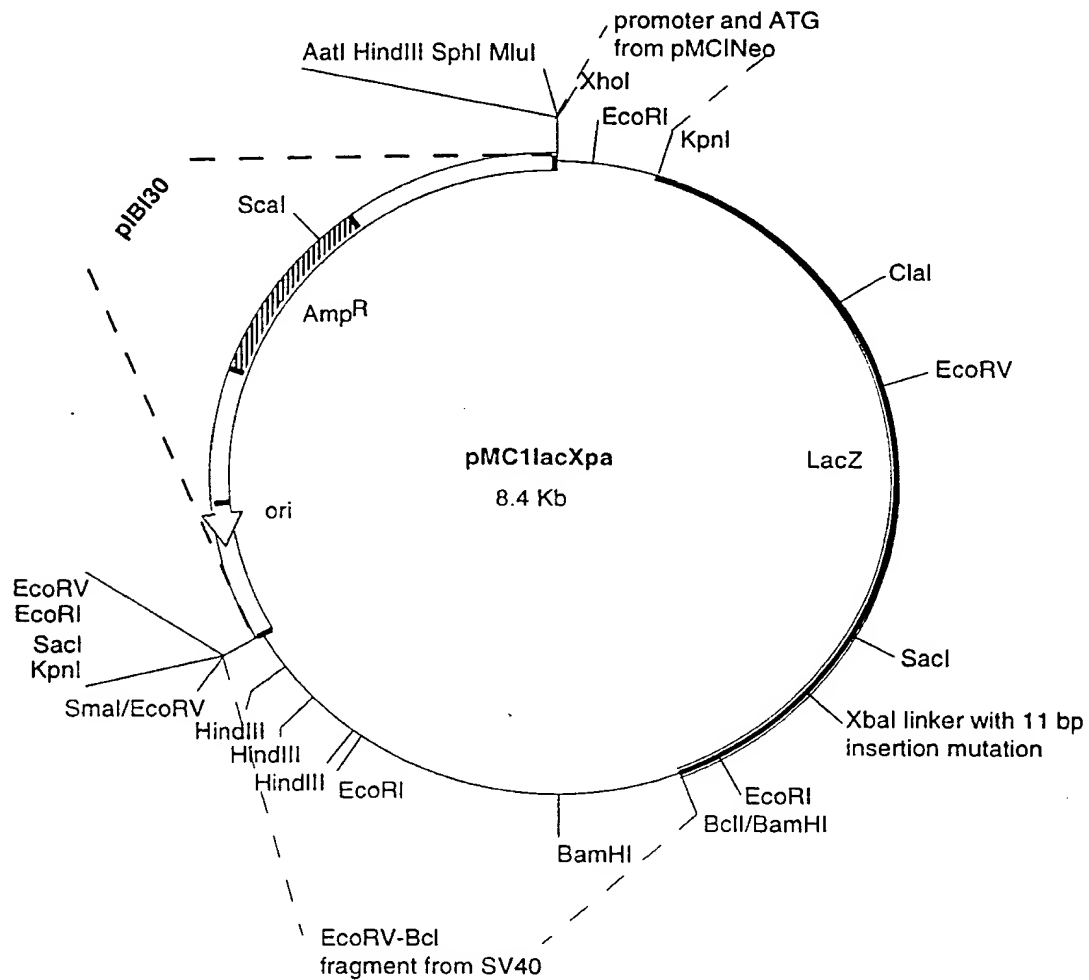 promoter and ATG
from pMCINeo
AatI HindIII SphI MluI
XhoI
EcoRI
KpnI
pIBI30
ScaI
ClaI
AmpR
EcoRV
pMC1lacXpa
8.4 Kb
LacZ
ori
EcoRV
EcoRI
SacI
KpnI
SmaI/EcoRV
SacI
HindIII
HindIII
HindIII
EcoRI
XbaI linker with 11 bp
insertion mutation
EcoRI
BclI/BamHI
BamHI
EcoRV-Bcl
fragment from SV40